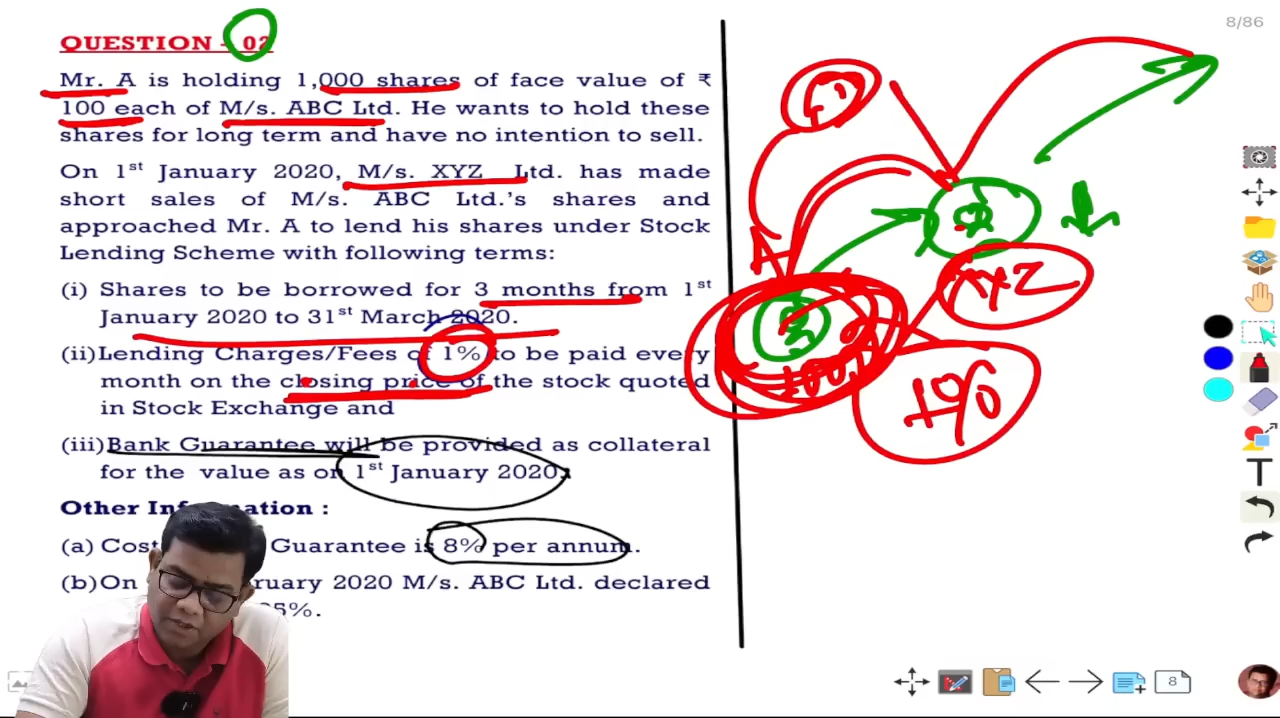 8/86
QUESTION - 02
Mr. A is holding 1,000 shares of face value of ₹
100 each of M/s. ABC Ltd. He wants to hold these
shares for long term and have no intention to sell.
On 1st January 2020, M/s. XYZ Ltd. has made
short sales of M/s. ABC Ltd.'s shares and
approached Mr. A to lend his shares under Stock
Lending Scheme with following terms:
(i) Shares to be borrowed for 3 months from 1st
January 2020 to 31st March 2020.
(ii) Lending Charges/Fees of 1% to be paid every
month on the closing price of the stock quoted
in Stock Exchange and
(iii) Bank Guarantee will be provided as collateral
for the value as on 1st January 2020.
Other Information :
(a) Cost Guarantee is 8% per annum.
(b) On ruary 2020 M/s. ABC Ltd. declared
25%.
A
XYZ
1%
T
8